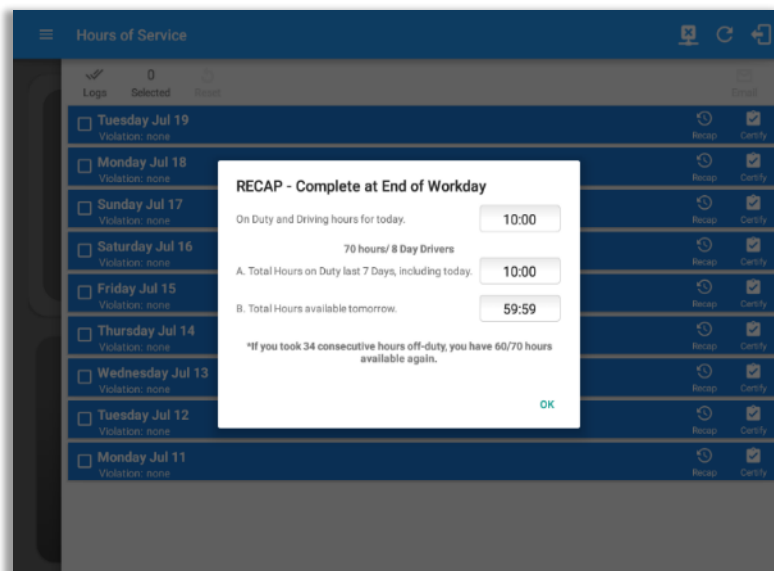 Hours of Service
Logs
0
Selected
Reset
Email
Tuesday Jul 19
Violation: none
Recap
Certify
Monday Jul 18
Violation: none
Recap
Certify
Sunday Jul 17
Violation: none
Recap
Certify
Saturday Jul 16
Violation: none
Recap
Certify
Friday Jul 15
Violation: none
Recap
Certify
Thursday Jul 14
Violation: none
Recap
Certify
Wednesday Jul 13
Violation: none
Recap
Certify
Tuesday Jul 12
Violation: none
Recap
Certify
Monday Jul 11
Violation: none
Recap
Certify
RECAP - Complete at End of Workday
On Duty and Driving hours for today. 10:00
70 hours/ 8 Day Drivers
A. Total Hours on Duty last 7 Days, including today. 10:00
B. Total Hours available tomorrow. 59:59
*If you took 34 consecutive hours off-duty, you have 60/70 hours
available again.
OK